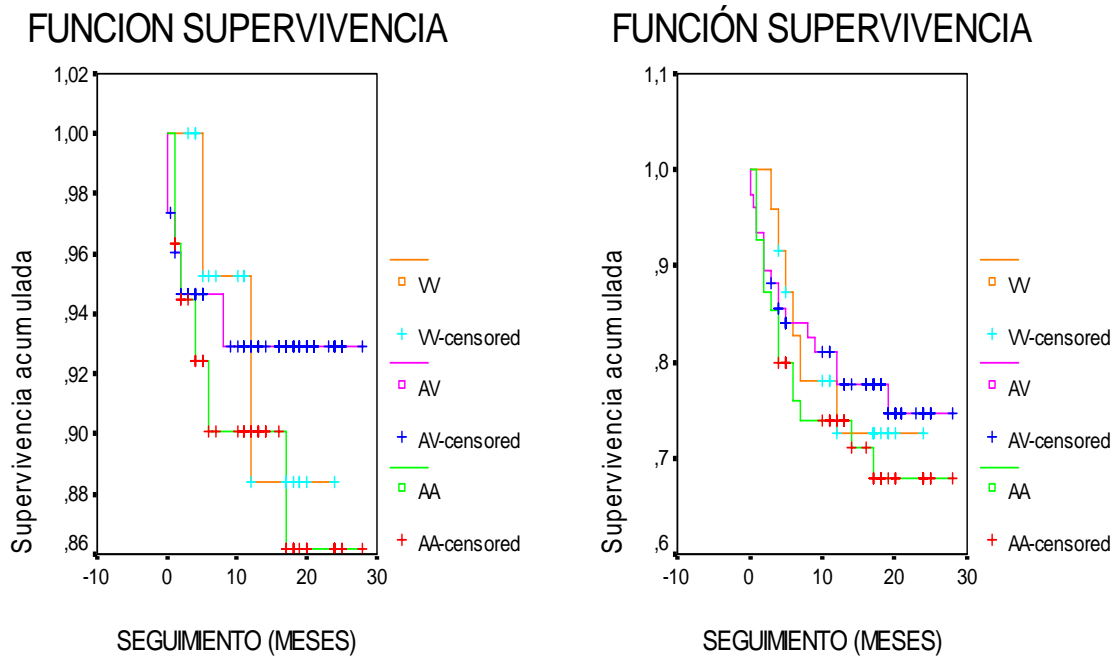 FUNCION SUPERVIVENCIA
1,02
1,00
,98
,96
,94
,92
,90
,88
,86
-10
0
10
20
30
Supervivencia acumulada
SEGUIMIENTO (MESES)
VV
VV-censored
AV
AV-censored
AA
AA-censored
FUNCIÓN SUPERVIVENCIA
1,1
1,0
,9
,8
,7
,6
-10
0
10
20
30
Supervivencia acumulada
SEGUIMIENTO (MESES)
VV
VV-censored
AV
AV-censored
AA
AA-censored